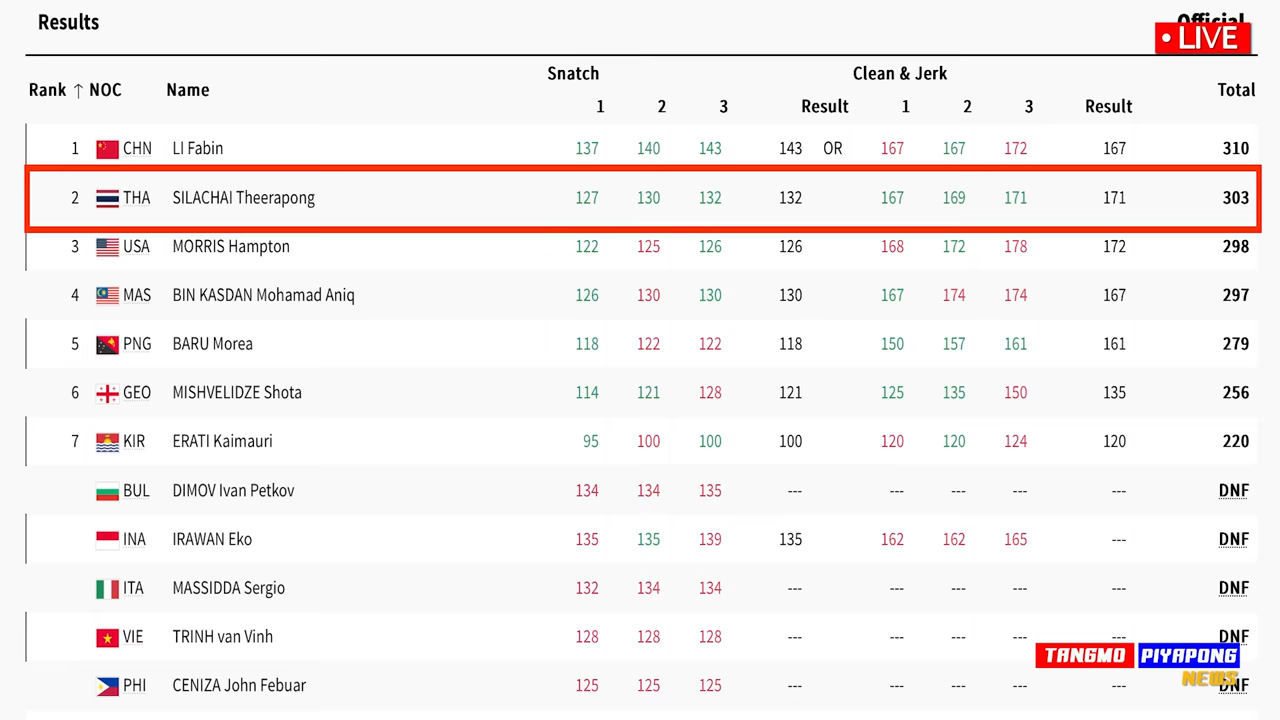 Results Official
• LIVE
Snatch Clean & Jerk
Rank ↑ NOC Name Total
1 2 3 Result 1 2 3 Result
1 CHN LI Fabin 137 140 143 143 OR 167 167 172 167 310
2 THA SILACHAI Theerapong 127 130 132 132 167 169 171 171 303
3 USA MORRIS Hampton 122 125 126 126 168 172 178 172 298
4 MAS BIN KASDAN Mohamad Aniq 126 130 130 130 167 174 174 167 297
5 PNG BARU Morea 118 122 122 118 150 157 161 161 279
6 GEO MISHVELIDZE Shota 114 121 128 121 125 135 150 135 256
7 KIR ERATI Kaimauri 95 100 100 100 120 120 124 120 220
BUL DIMOV Ivan Petkov 134 134 135 --- --- --- --- --- DNF
INA IRAWAN Eko 135 135 139 135 162 162 165 --- DNF
ITA MASSIDDA Sergio 132 134 134 --- --- --- --- --- DNF
VIE TRINH van Vinh 128 128 128 --- --- --- --- --- DNF
TANGMO PIYAPONG
NEWS
PHI CENIZA John Febuar 125 125 125 --- --- --- --- --- DNF